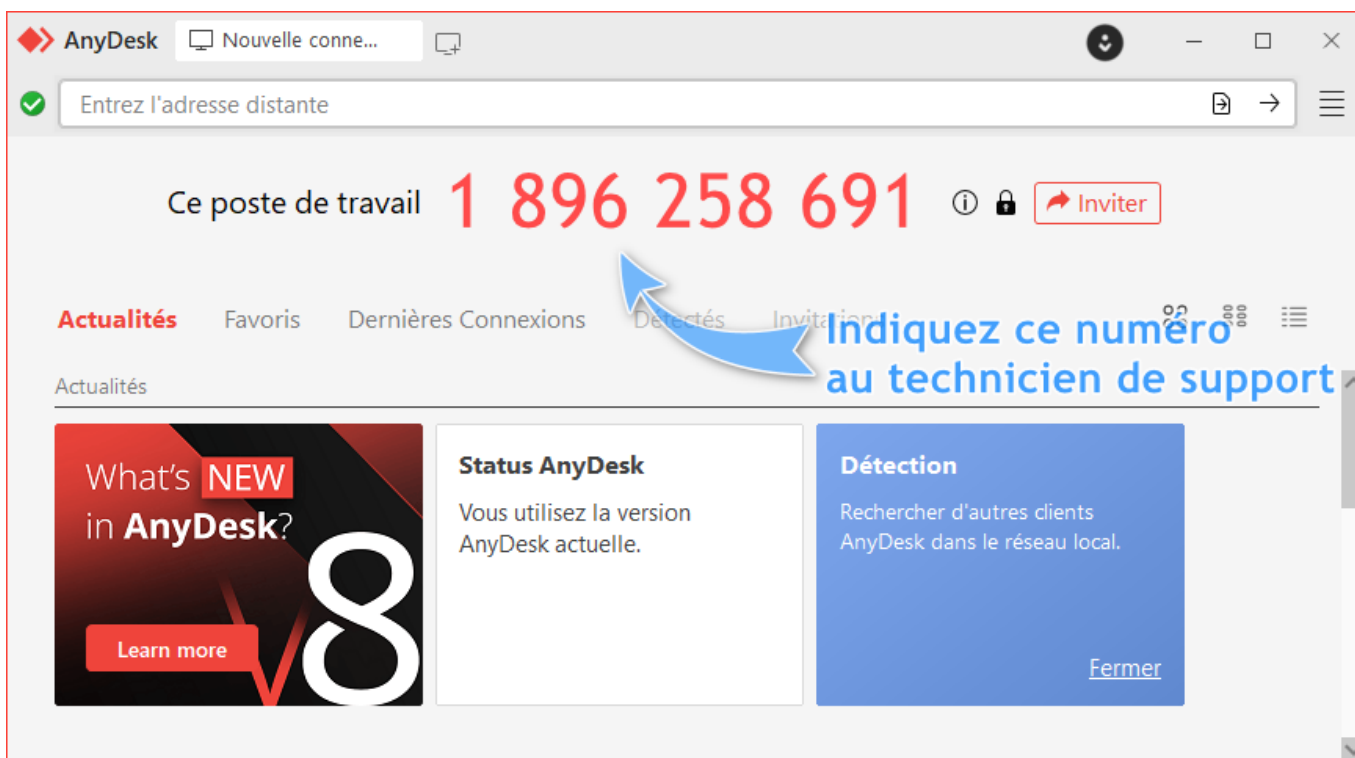 AnyDesk Nouvelle conne...
Entrez l'adresse distante
Ce poste de travail 1 896 258 691 Inviter
Actualités Favoris Dernières Connexions Détectés Invitations
Indiquez ce numéro
au technicien de support
Actualités
What's NEW
in AnyDesk?
V8
Learn more
Status AnyDesk
Vous utilisez la version
AnyDesk actuelle.
Détection
Rechercher d'autres clients
AnyDesk dans le réseau local.
Fermer